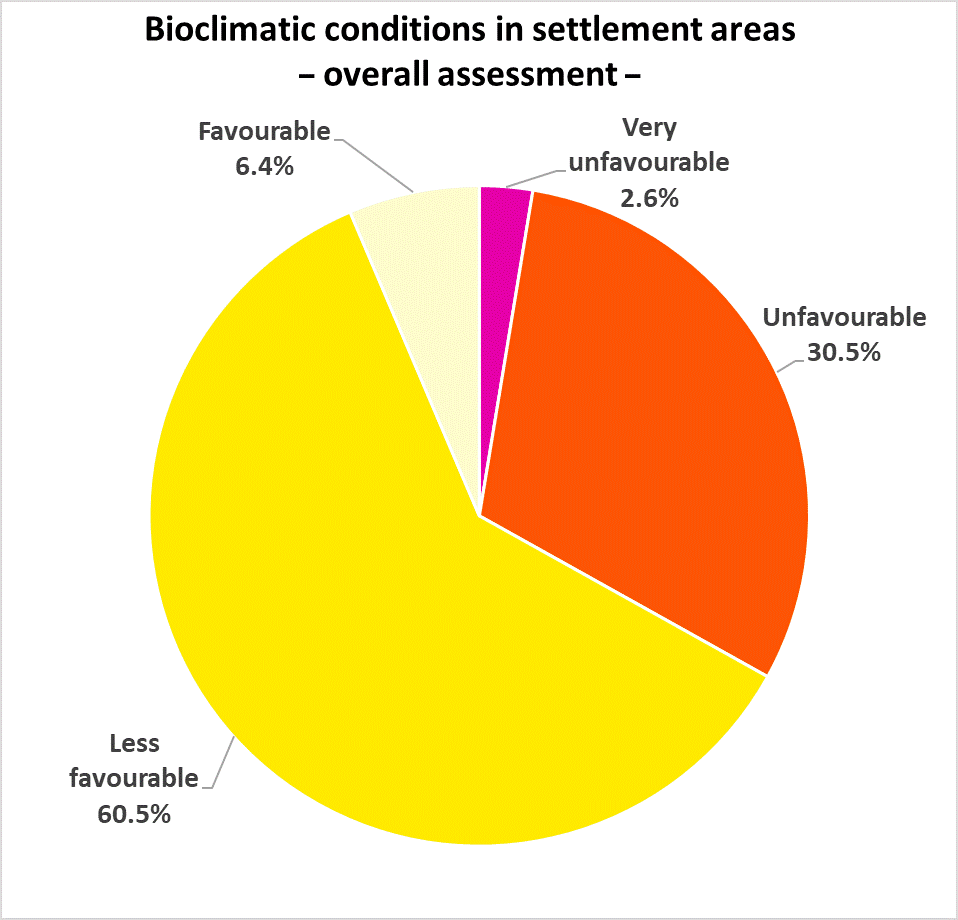 Bioclimatic conditions in settlement areas
– overall assessment –
Favourable
6.4%
Very
unfavourable
2.6%
Unfavourable
30.5%
Less
favourable
60.5%